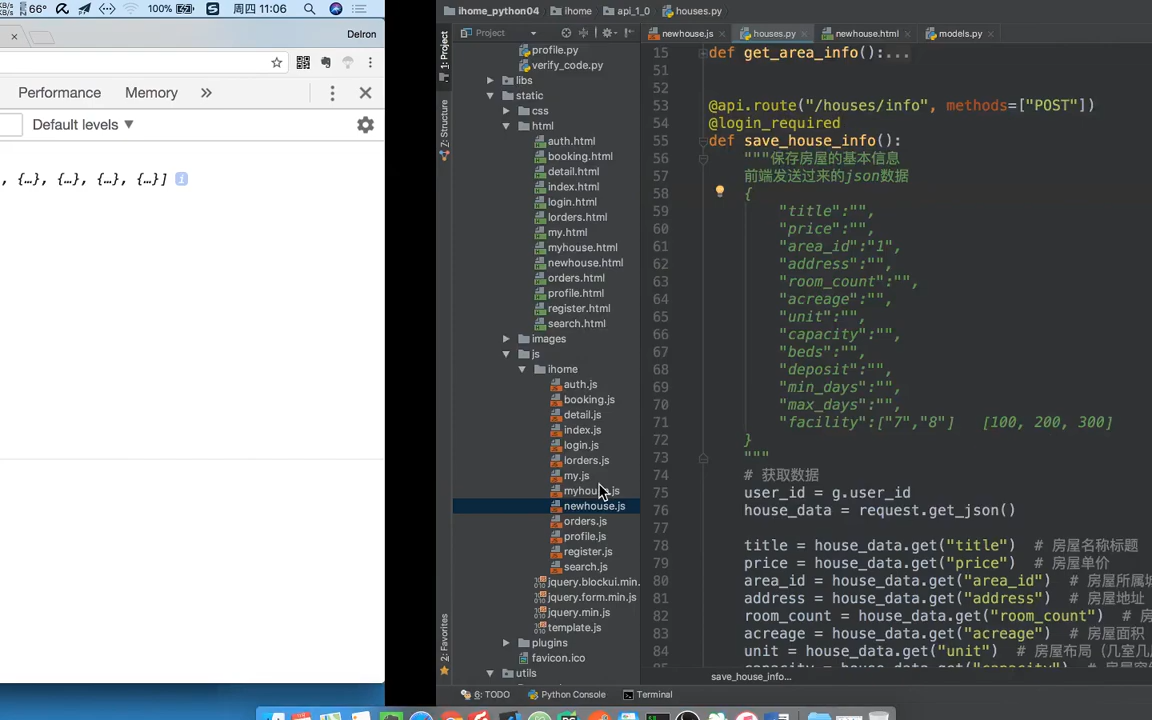 66° 100% 周四 11:06
Delron
Performance Memory »
Default levels ▼
, {…}, {…}, {…}, {…}]
ihome_python04 ihome api_1_0 houses.py
Project
newhouse.js houses.py newhouse.html models.py
1: Project
Z: Structure
2: Favorites
profile.py
verify_code.py
libs
static
css
html
auth.html
booking.html
detail.html
index.html
login.html
lorders.html
my.html
myhouse.html
newhouse.html
orders.html
profile.html
register.html
search.html
images
js
ihome
auth.js
booking.js
detail.js
index.js
login.js
lorders.js
my.js
newhouse.js
orders.js
profile.js
register.js
search.js
jquery.blockui.min.
jquery.form.min.js
jquery.min.js
template.js
plugins
favicon.ico
utils
15 def get_area_info():...
51
52
53 @api.route("/houses/info", methods=["POST"])
54 @login_required
55 def save_house_info():
56 """保存房屋的基本信息
57 前端发送过来的json数据
58 {
59 "title":"",
60 "price":"",
61 "area_id":"1",
62 "address":"",
63 "room_count":"",
64 "acreage":"",
65 "unit":"",
66 "capacity":"",
67 "beds":"",
68 "deposit":"",
69 "min_days":"",
70 "max_days":"",
71 "facility":["7","8"] [100, 200, 300]
72 }
73 """
74 # 获取数据
75 user_id = g.user_id
76 house_data = request.get_json()
77
78 title = house_data.get("title") # 房屋名称标题
79 price = house_data.get("price") # 房屋单价
80 area_id = house_data.get("area_id") # 房屋所属
81 address = house_data.get("address") # 房屋地址
82 room_count = house_data.get("room_count") #
83 acreage = house_data.get("acreage") # 房屋面积
84 unit = house_data.get("unit") # 房屋布局（几室几
save_house_info...
6: TODO Python Console Terminal